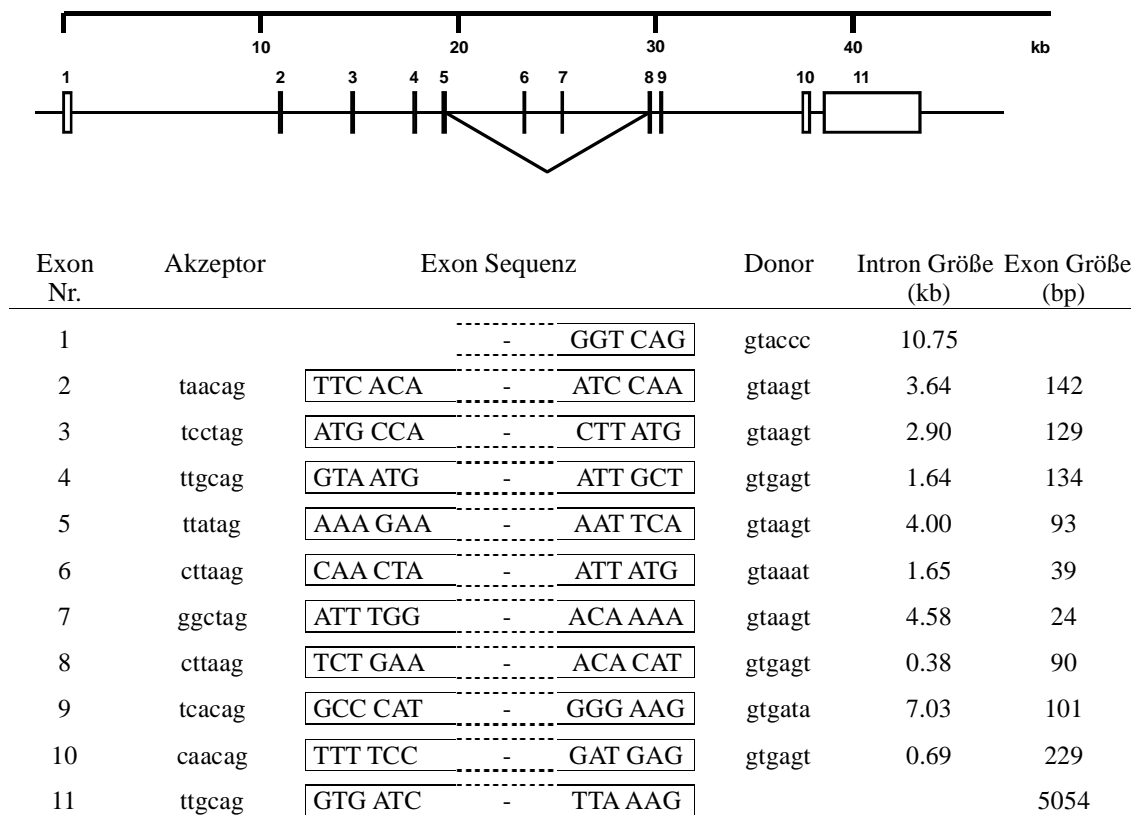 10 20 30 40 kb
1 2 3 4 5 6 7 8 9 10 11
Exon Akzeptor Exon Sequenz Donor Intron Größe Exon Größe
Nr. (kb) (bp)
1 - GGT CAG gtaccc 10.75
2 taacag TTC ACA - ATC CAA gtaagt 3.64 142
3 tcctag ATG CCA - CTT ATG gtaagt 2.90 129
4 ttgcag GTA ATG - ATT GCT gtgagt 1.64 134
5 ttatag AAA GAA - AAT TCA gtaagt 4.00 93
6 cttaag CAA CTA - ATT ATG gtaaat 1.65 39
7 ggctag ATT TGG - ACA AAA gtaagt 4.58 24
8 cttaag TCT GAA - ACA CAT gtgagt 0.38 90
9 tcacag GCC CAT - GGG AAG gtgata 7.03 101
10 caacag TTT TCC - GAT GAG gtgagt 0.69 229
11 ttgcag GTG ATC - TTA AAG 5054